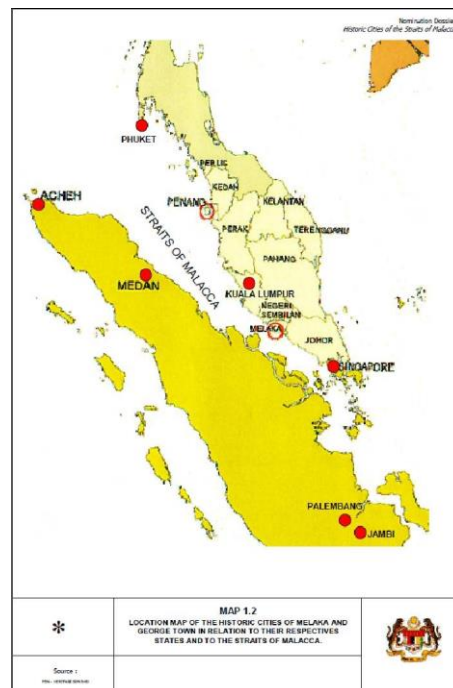 Nomination Dossier
Historic Cities of the Straits of Malacca
PHUKET
PERLIS
KEDAH
ACHEH
PENANG
KELANTAN
STRAITS OF MALACCA
PERAK
TERENGGANU
PAHANG
MEDAN
KUALA LUMPUR
NEGERI
SEMBILAN
MELAKA
JOHOR
SINGAPORE
PALEMBANG
JAMBI
MAP 1.2
LOCATION MAP OF THE HISTORIC CITIES OF MELAKA AND
GEORGE TOWN IN RELATION TO THEIR RESPECTIVES
STATES AND TO THE STRAITS OF MALACCA.
Source :